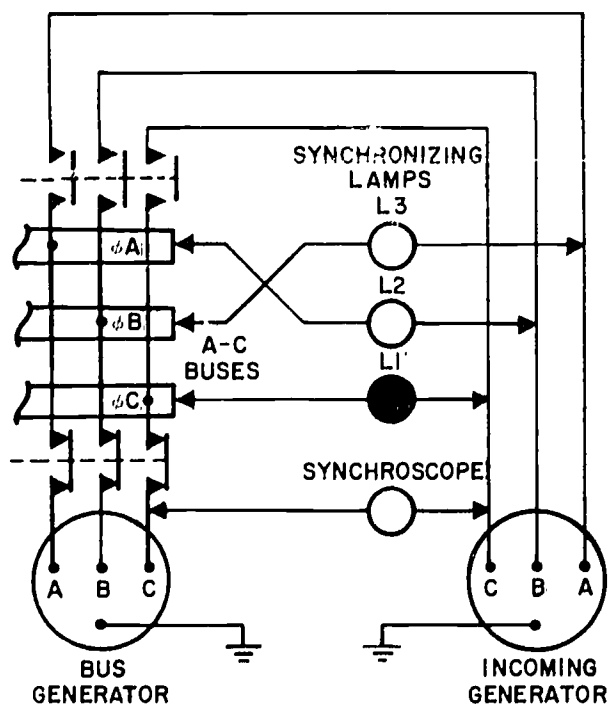 SYNCHRONIZING
LAMPS
L3
φA
L2
φB
A-C
BUSES
L1
φC
SYNCHROSCOPE
A B C
C B A
BUS
GENERATOR
INCOMING
GENERATOR